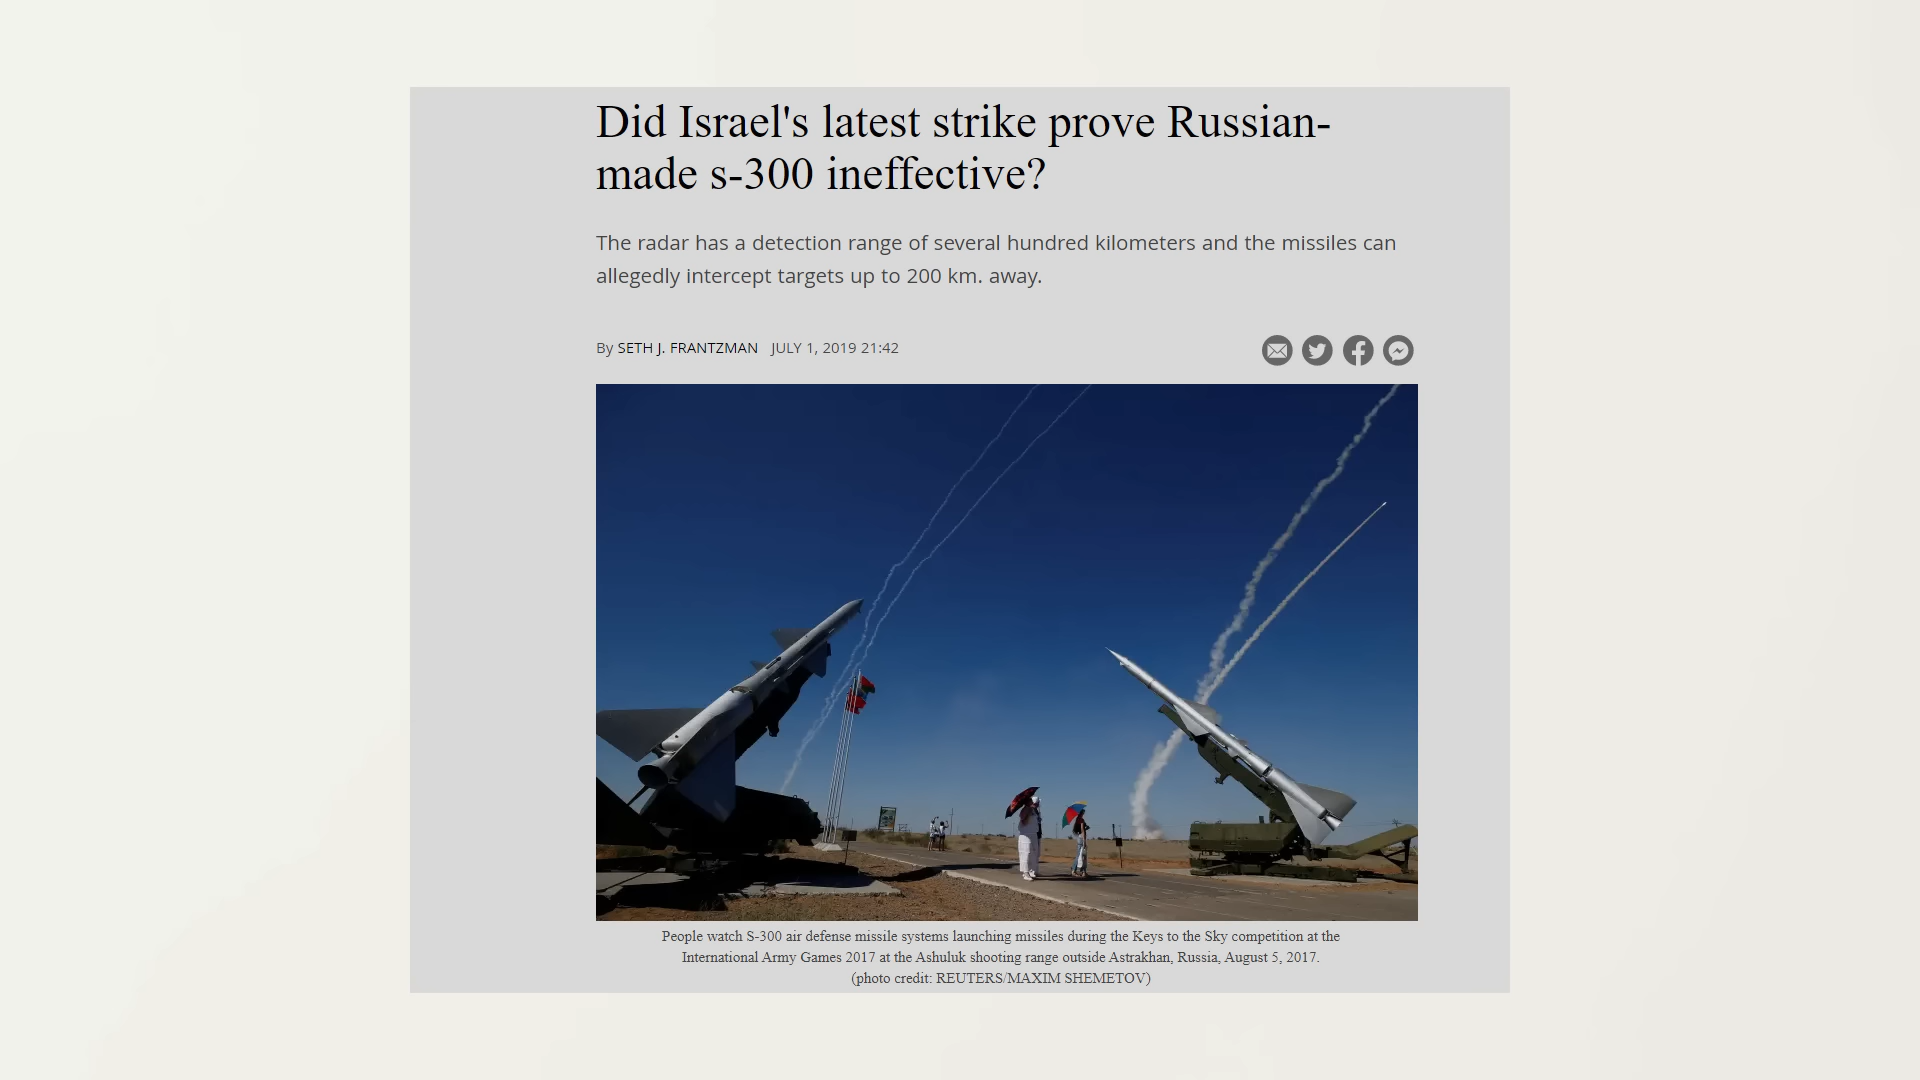 Did Israel's latest strike prove Russian-
made s-300 ineffective?
The radar has a detection range of several hundred kilometers and the missiles can
allegedly intercept targets up to 200 km. away.
By SETH J. FRANTZMAN JULY 1, 2019 21:42
People watch S-300 air defense missile systems launching missiles during the Keys to the Sky competition at the
International Army Games 2017 at the Ashuluk shooting range outside Astrakhan, Russia, August 5, 2017.
(photo credit: REUTERS/MAXIM SHEMETOV)